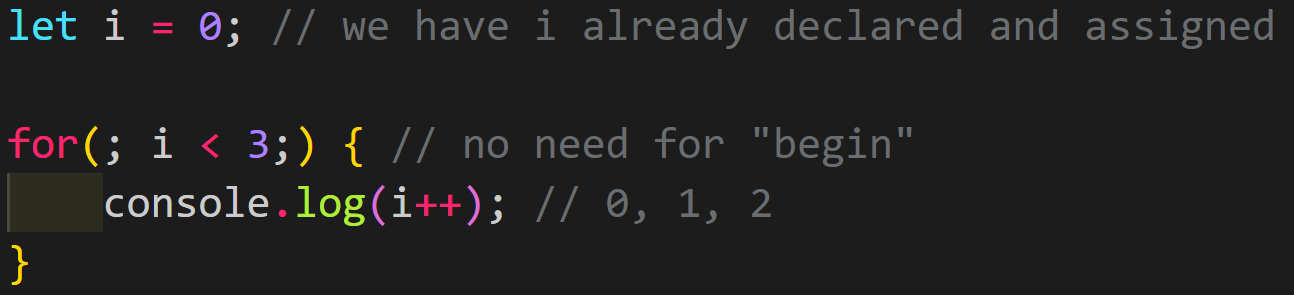 let i = 0; // we have i already declared and assigned
for(; i < 3;) { // no need for "begin"
console.log(i++); // 0, 1, 2
}